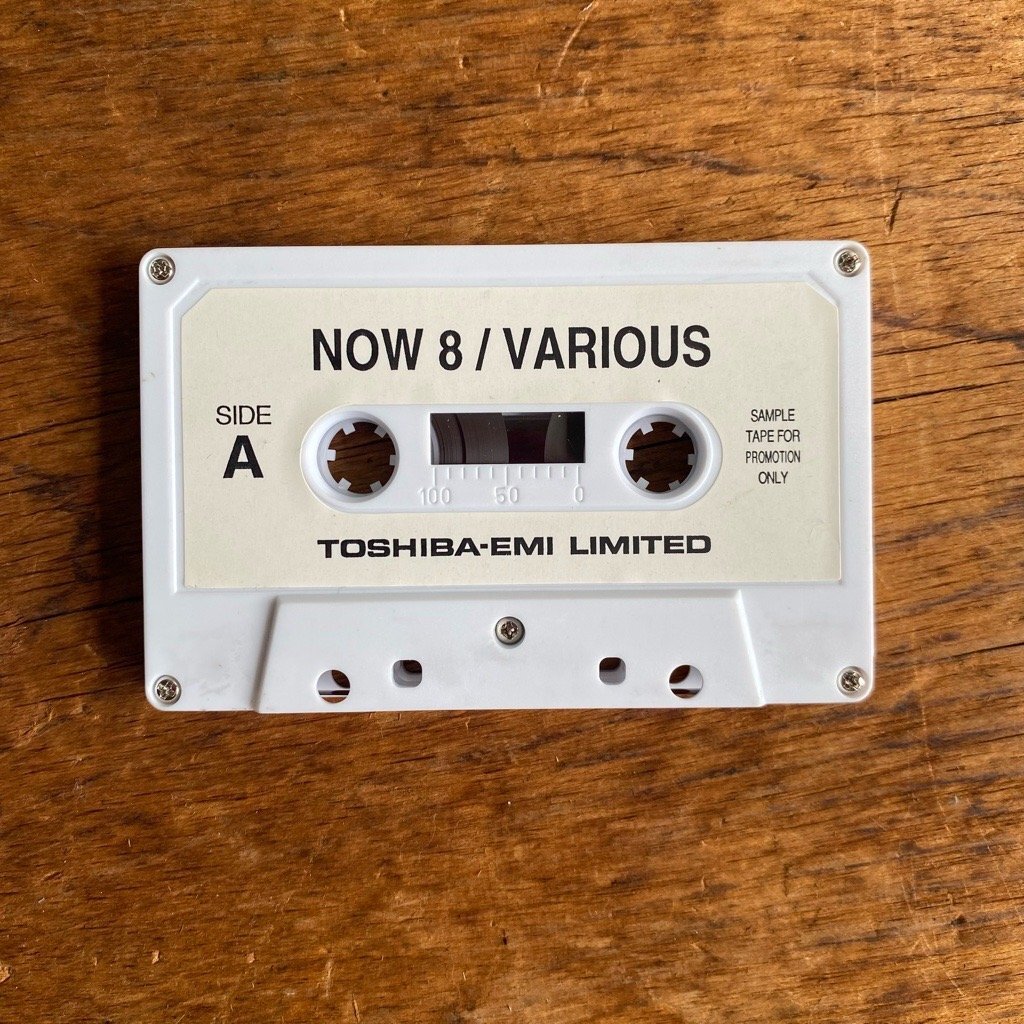 NOW 8 / VARIOUS
SIDE
A
SAMPLE
TAPE FOR
PROMOTION
ONLY
100 50 0
TOSHIBA-EMI LIMITED